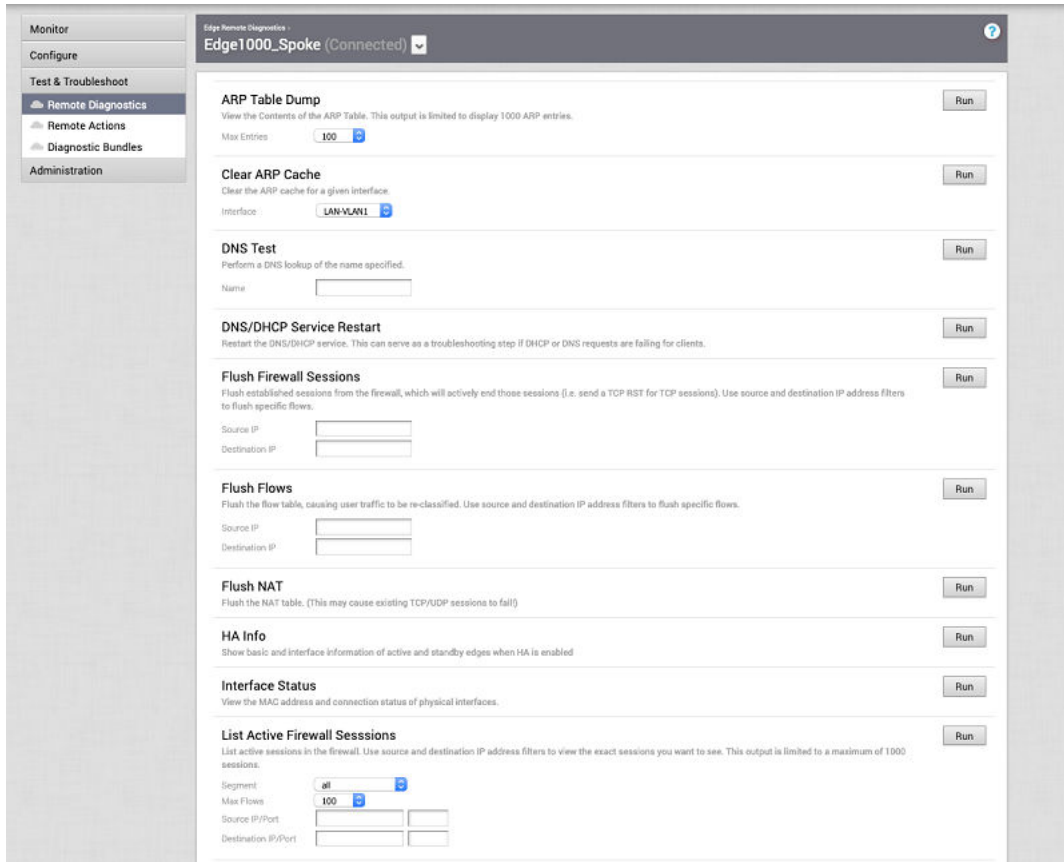 Monitor
Configure
Test & Troubleshoot
Remote Diagnostics
Remote Actions
Diagnostic Bundles
Administration
Edge Remote Diagnostics
Edge1000_Spoke (Connected)
?
ARP Table Dump
Run
View the Contents of the ARP Table. This output is limited to display 1000 ARP entries.
Max Entries 100
Clear ARP Cache
Run
Clear the ARP cache for a given interface.
Interface LAN-VLAN1
DNS Test
Run
Perform a DNS lookup of the name specified.
Name
DNS/DHCP Service Restart
Run
Restart the DNS/DHCP service. This can serve as a troubleshooting step if DHCP or DNS requests are failing for clients.
Flush Firewall Sessions
Run
Flush established sessions from the firewall, which will actively end those sessions (i.e. send a TCP RST for TCP sessions). Use source and destination IP address filters
to flush specific flows.
Source IP
Destination IP
Flush Flows
Run
Flush the flow table, causing user traffic to be re-classified. Use source and destination IP address filters to flush specific flows.
Source IP
Destination IP
Flush NAT
Run
Flush the NAT table. (This may cause existing TCP/UDP sessions to fail!)
HA Info
Run
Show basic and interface information of active and standby edges when HA is enabled
Interface Status
Run
View the MAC address and connection status of physical interfaces.
List Active Firewall Sesssions
Run
List active sessions in the firewall. Use source and destination IP address filters to view the exact sessions you want to see. This output is limited to a maximum of 1000
sessions.
Segment all
Max Flows 100
Source IP/Port
Destination IP/Port